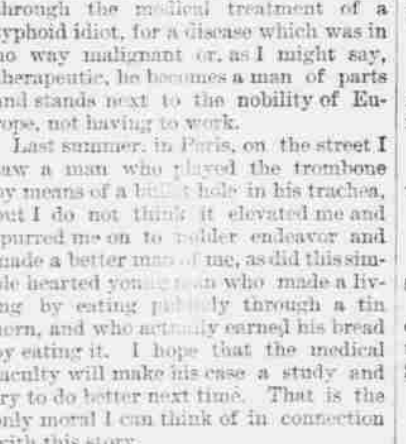 through the medical treatment of a
typhoid idiot, for a disease which was in
no way malignant or, as I might say,
therapeutic, he becomes a man of parts
and stands next to the nobility of Eu-
rope, not having to work.
Last summer, in Paris, on the street I
saw a man who played the trombone
by means of a bullet hole in his trachea,
but I do not think it elevated me and
spurred me on to nobler endeavor and
made a better man of me, as did this sim-
ple hearted young man who made a liv-
ing by eating publicly through a tin
horn, and who actually earned his bread
by eating it. I hope that the medical
faculty will make his case a study and
try to do better next time. That is the
only moral I can think of in connection
with this story.